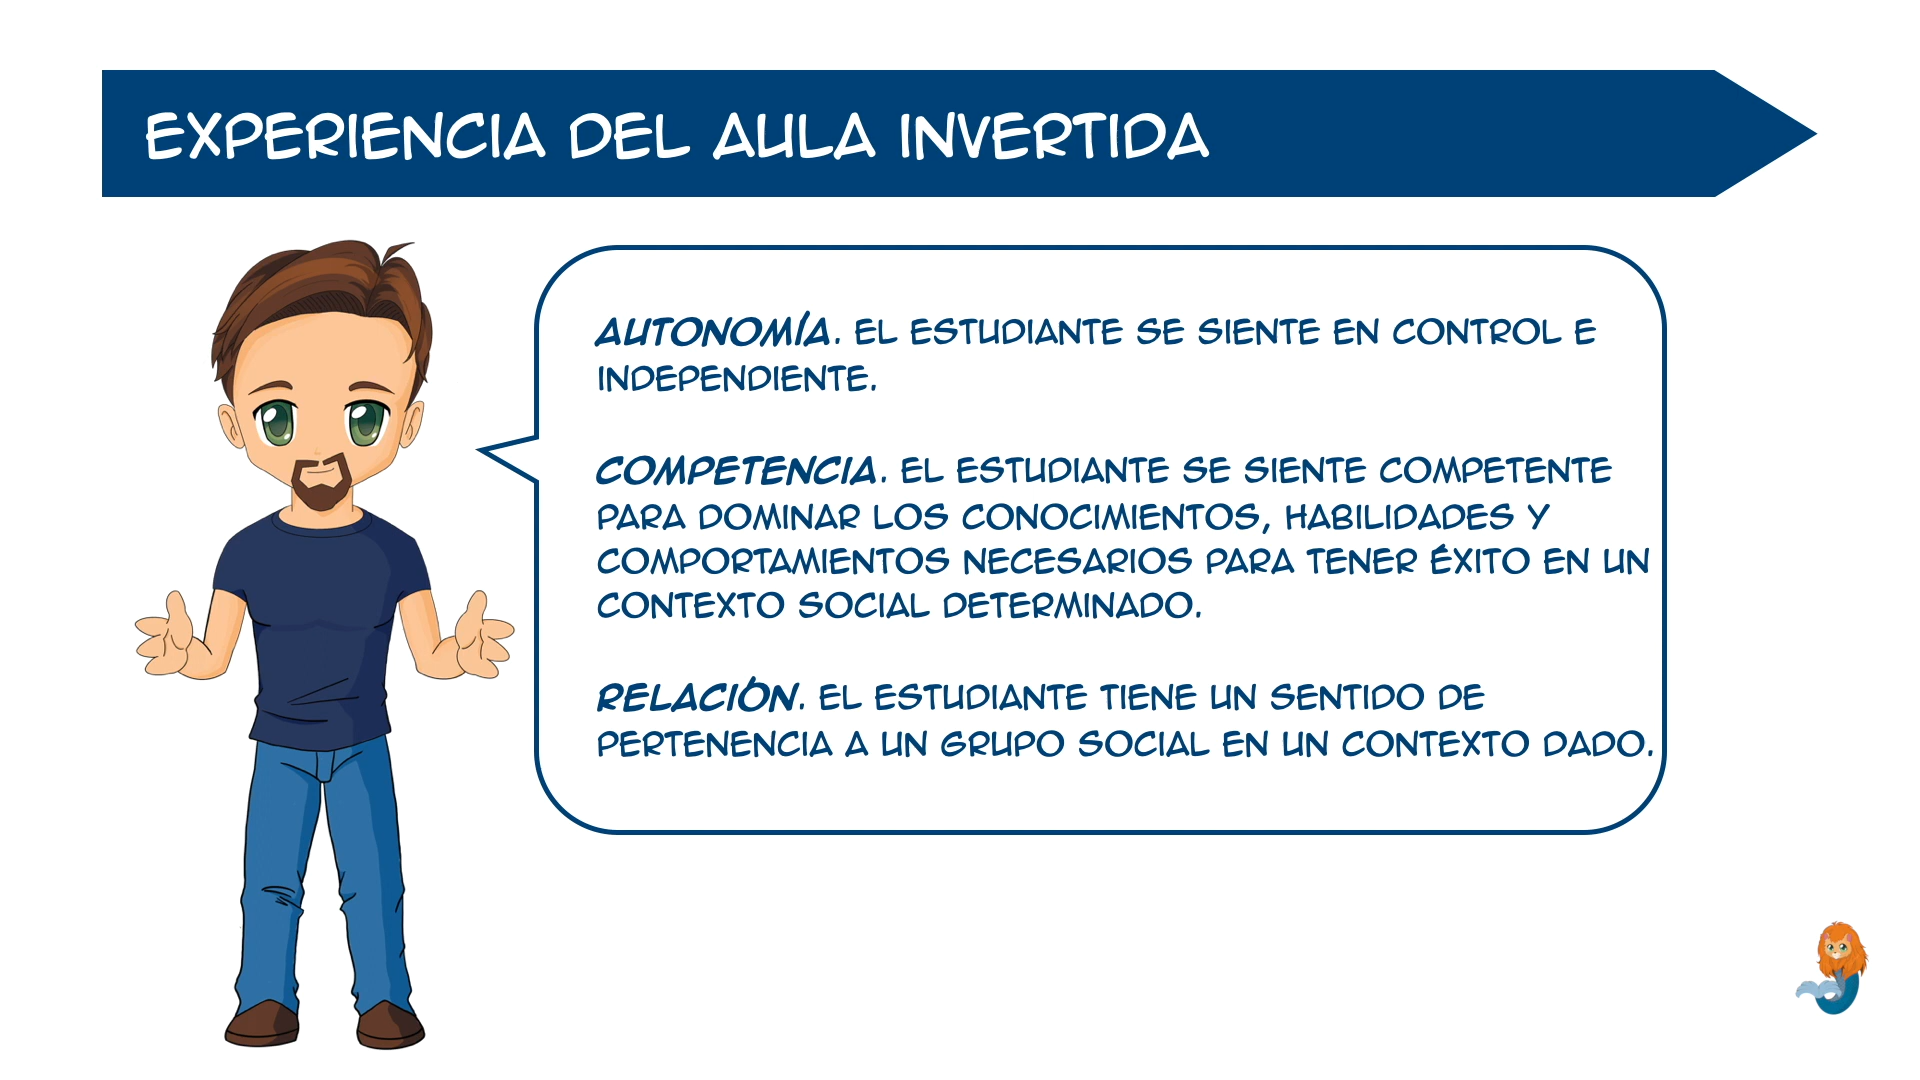 EXPERIENCIA DEL AULA INVERTIDA
AUTONOMÍA. EL ESTUDIANTE SE SIENTE EN CONTROL E
INDEPENDIENTE.
COMPETENCIA. EL ESTUDIANTE SE SIENTE COMPETENTE
PARA DOMINAR LOS CONOCIMIENTOS, HABILIDADES Y
COMPORTAMIENTOS NECESARIOS PARA TENER ÉXITO EN UN
CONTEXTO SOCIAL DETERMINADO.
RELACIÓN. EL ESTUDIANTE TIENE UN SENTIDO DE
PERTENENCIA A UN GRUPO SOCIAL EN UN CONTEXTO DADO.